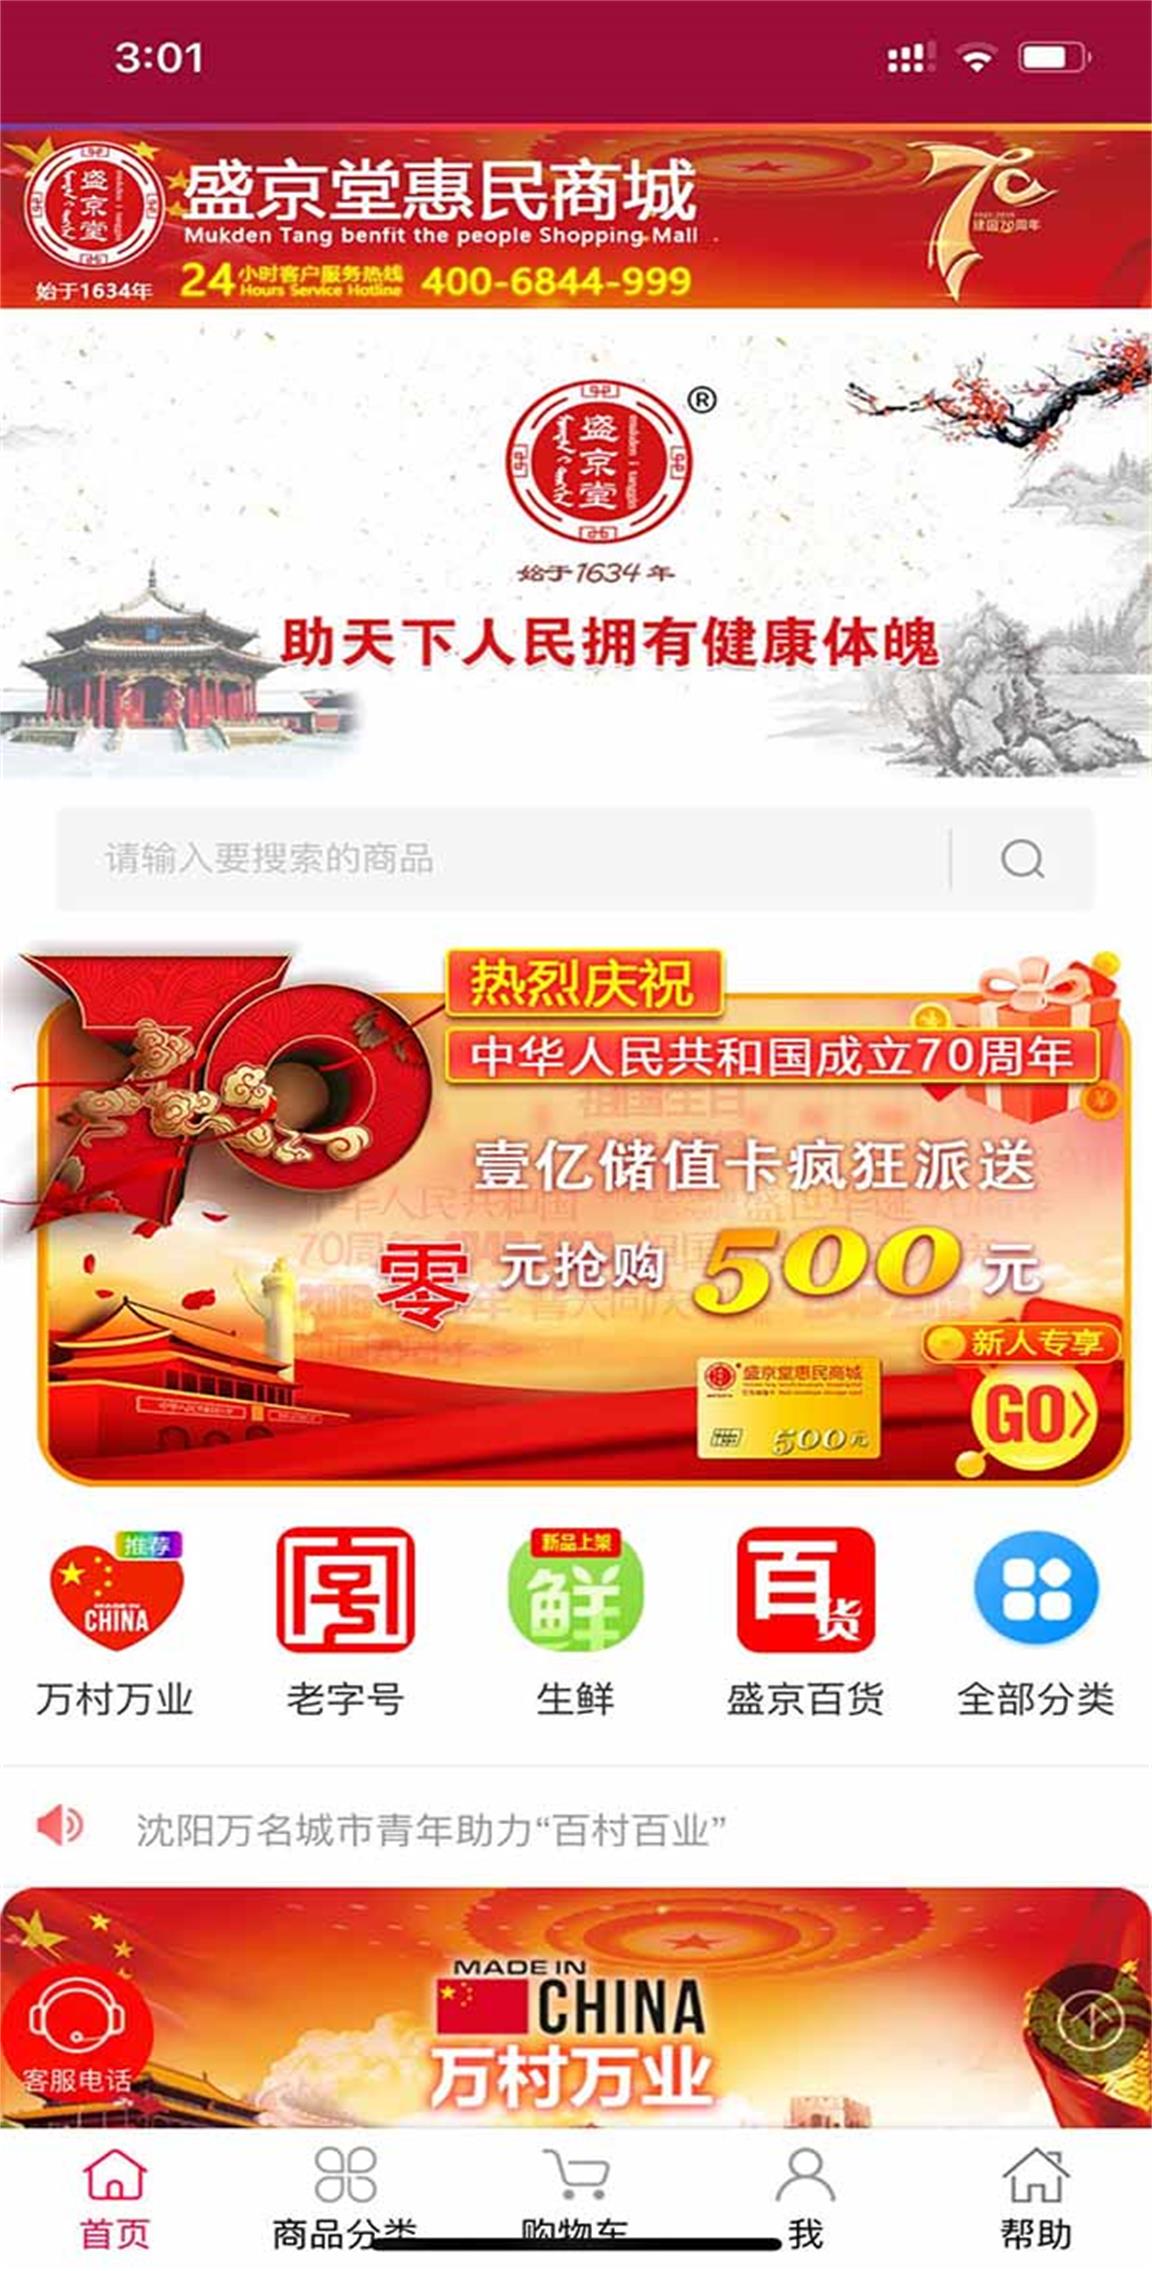 3:01
盛京堂
盛京堂惠民商城
Mukden Tang benfit the people Shopping Mall
始于1634年
24小时客户服务热线 400-6844-999
Hours Service Hotline
建国70周年
盛京堂
®
始于1634年
助天下人民拥有健康体魄
请输入要搜索的商品
70
热烈庆祝
中华人民共和国成立70周年
壹亿储值卡疯狂派送
零元抢购500元
新人专享
盛京堂惠民商城
500元
GO
推荐
MADE IN
CHINA
字号
新品上架
鲜
百货
万村万业
老字号
生鲜
盛京百货
全部分类
沈阳万名城市青年助力“百村百业”
MADE IN
CHINA
万村万业
客服电话
首页
商品分类
购物车
我
帮助